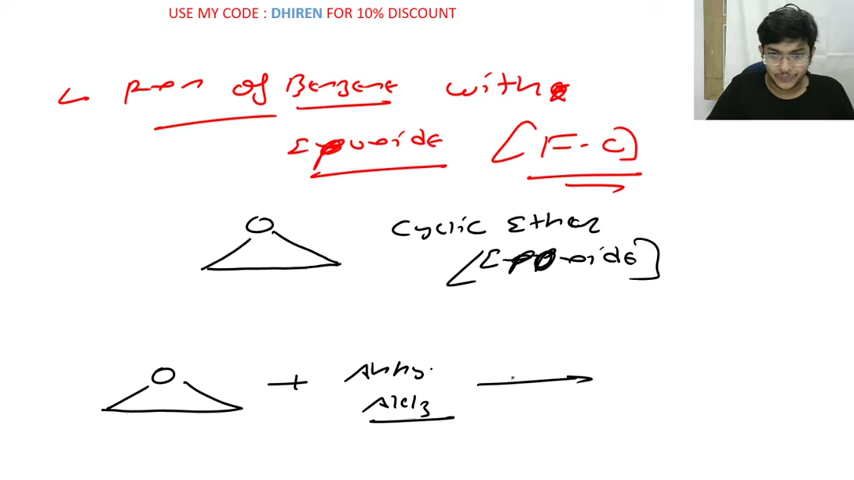 USE MY CODE : DHIREN FOR 10% DISCOUNT
Rxn of Benzene with
Epoxide [F-C]
O
Cyclic Ether
[Epoxide]
O + Anhy.
AlCl3